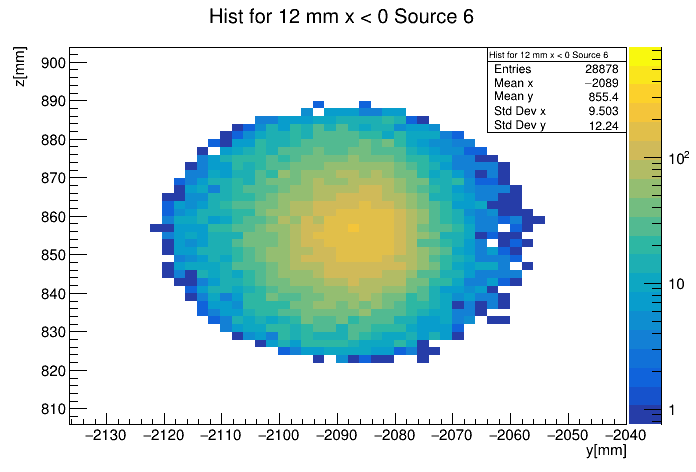 Hist for 12 mm x < 0 Source 6
z[mm]
Hist for 12 mm x < 0 Source 6
Entries 28878
Mean x −2089
Mean y 855.4
Std Dev x 9.503
Std Dev y 12.24
900
890
880
870
860
850
840
830
820
810
10²
10
1
−2130 −2120 −2110 −2100 −2090 −2080 −2070 −2060 −2050 −2040
y[mm]